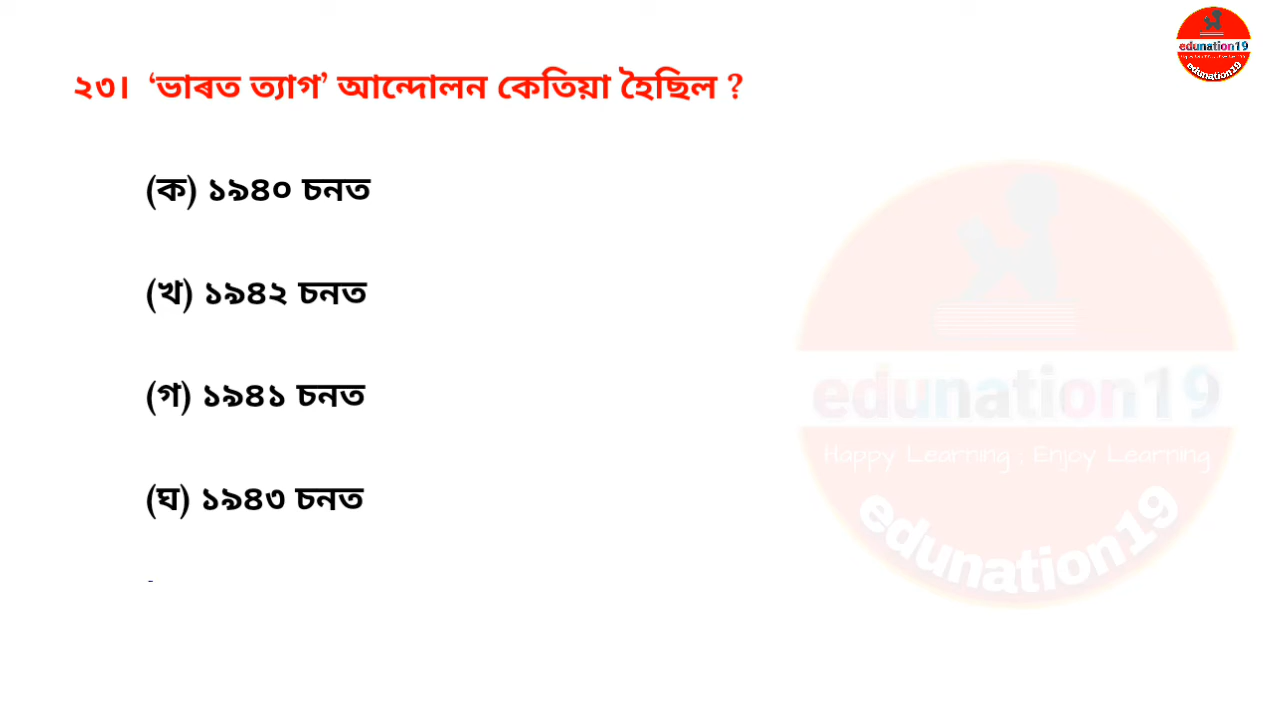 edunation19
edunation19
২৩। ‘ভাৰত ত্যাগ’ আন্দোলন কেতিয়া হৈছিল ?
(ক) ১৯৪০ চনত
(খ) ১৯৪২ চনত
(গ) ১৯৪১ চনত
(ঘ) ১৯৪৩ চনত
edunation19
Happy Learning ; Enjoy Learning
edunation19